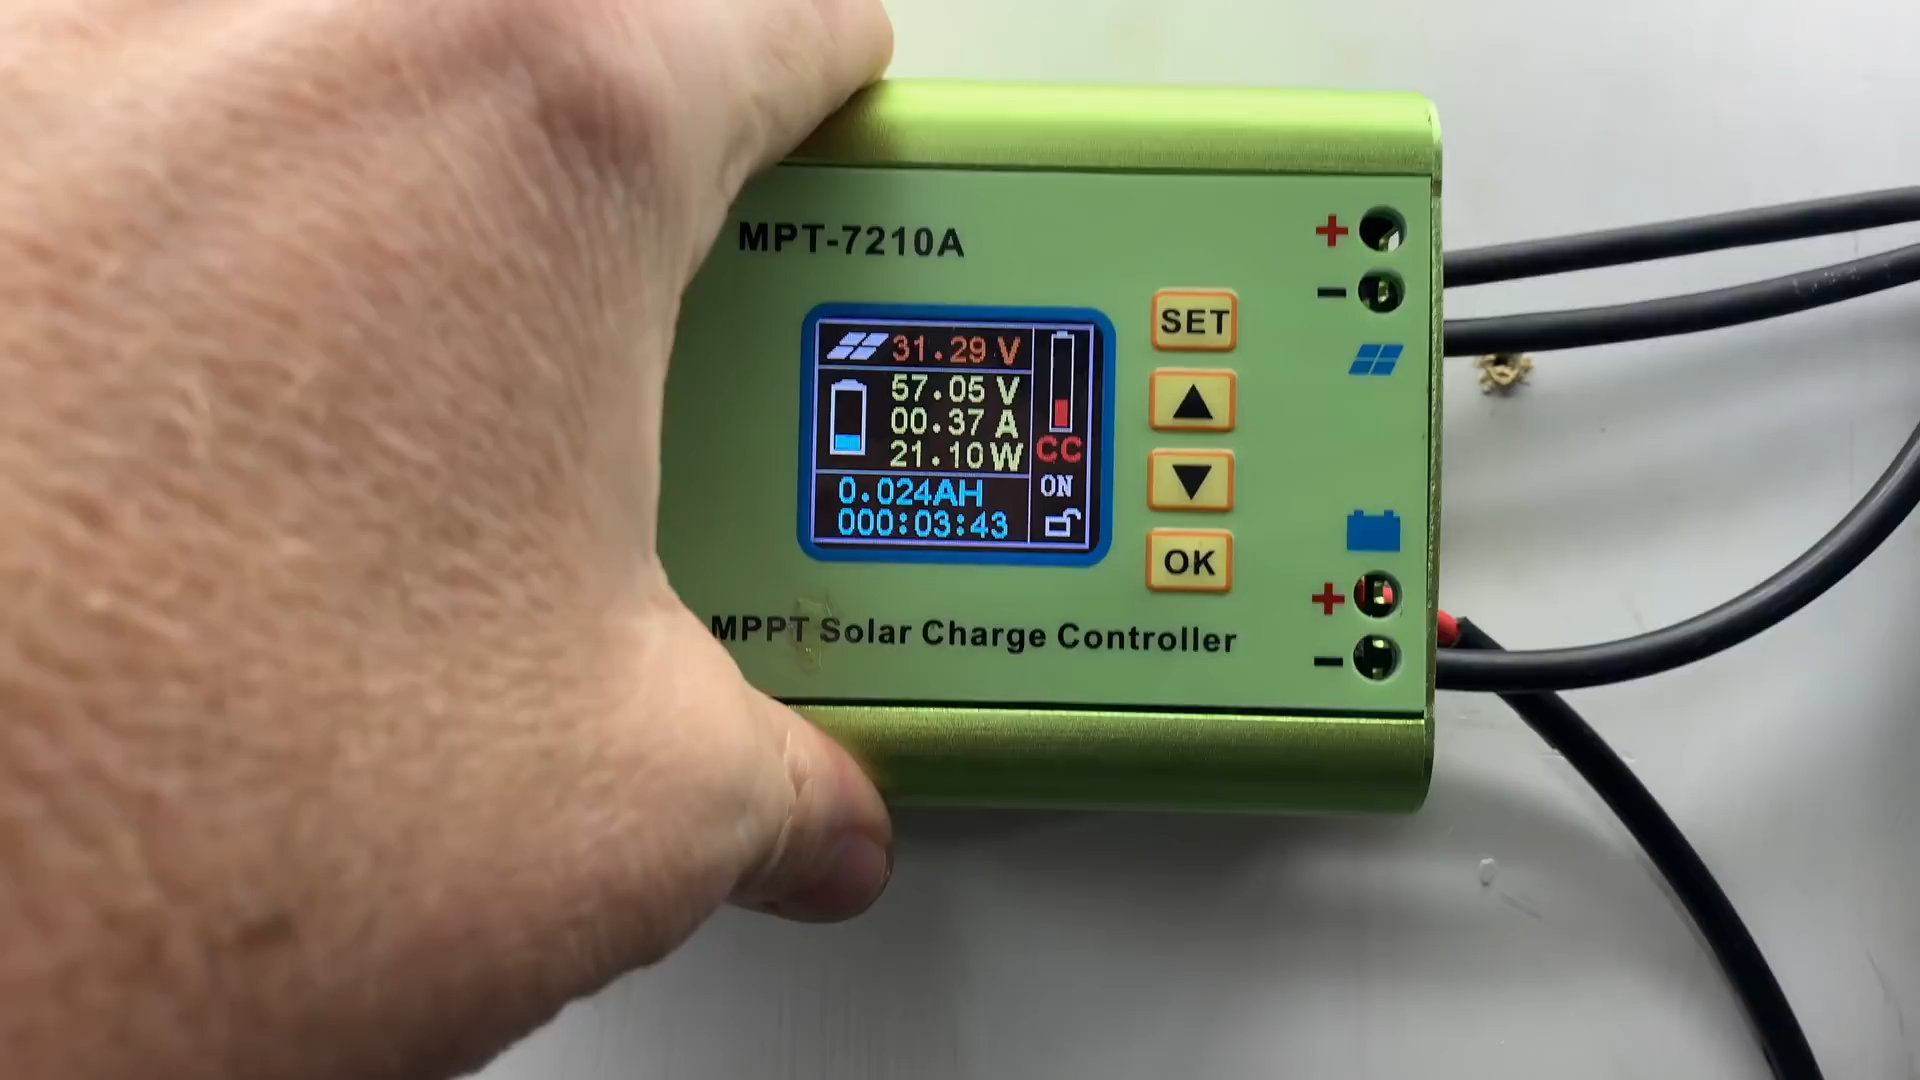 MPT-7210A
31.29 V
57.05 V
00.37 A
21.10 W
CC
ON
0.024AH
000:03:43
SET
▲
▼
OK
+
-
+
-
MPPT Solar Charge Controller